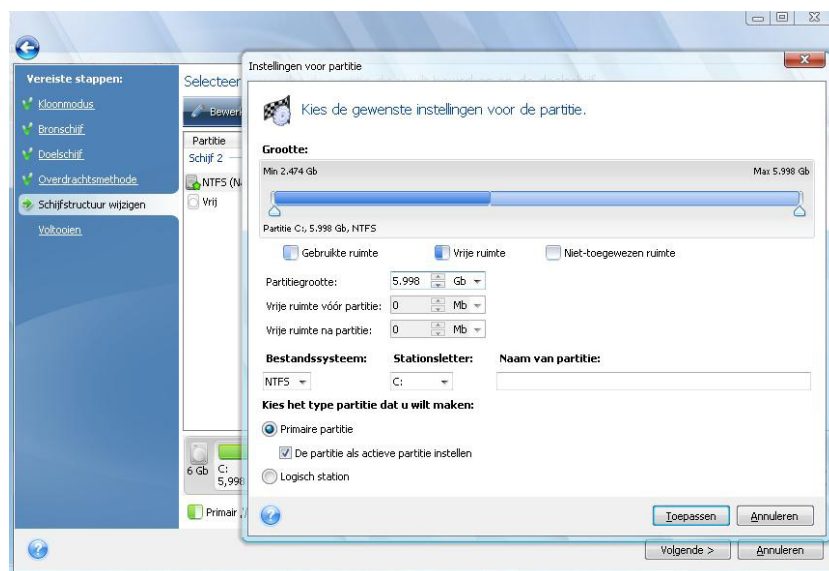 Vereiste stappen:
Kloonmodus
Bronschijf
Doelschijf
Overdrachtsmethode
Schijfstructuur wijzigen
Voltooien
Selecteer
Bewerk
Partitie
Schijf 2
NTFS (N
Vrij
6 Gb
C:
5,998
Primair
Instellingen voor partitie
Kies de gewenste instellingen voor de partitie.
Grootte:
Min 2.474 Gb Max 5.998 Gb
Partitie C:, 5.998 Gb, NTFS
Gebruikte ruimte Vrije ruimte Niet-toegewezen ruimte
Partitiegrootte: 5.998 Gb
Vrije ruimte vóór partitie: 0 Mb
Vrije ruimte na partitie: 0 Mb
Bestandssysteem: Stationsletter: Naam van partitie:
NTFS C:
Kies het type partitie dat u wilt maken:
Primaire partitie
De partitie als actieve partitie instellen
Logisch station
Toepassen Annuleren
Volgende > Annuleren